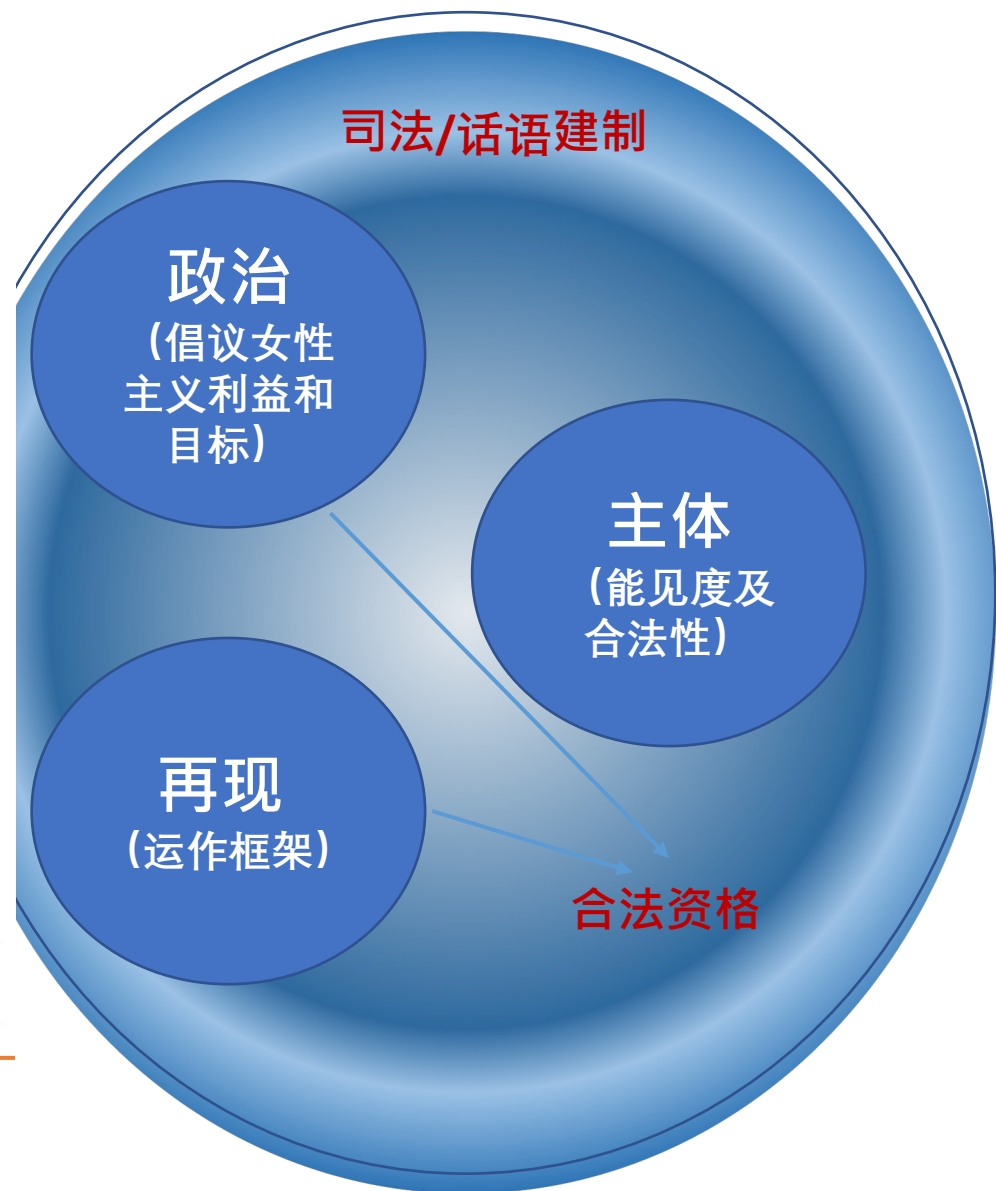 司法/话语建制
政治
(倡议女性
主义利益和
目标)
主体
(能见度及
合法性)
再现
(运作框架)
合法资格